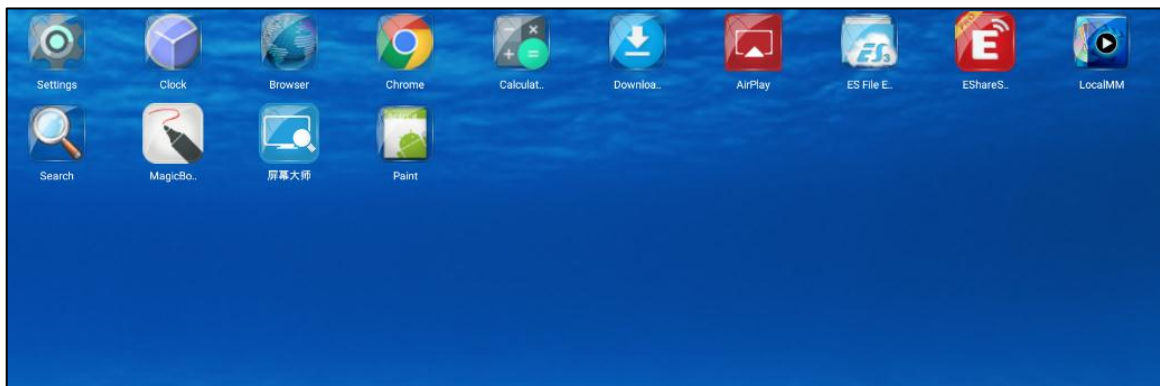 Settings
Clock
Browser
Chrome
Calculat..
Downloa..
AirPlay
ES File E..
EShareS..
LocalMM
Search
MagicBo..
屏幕大师
Paint